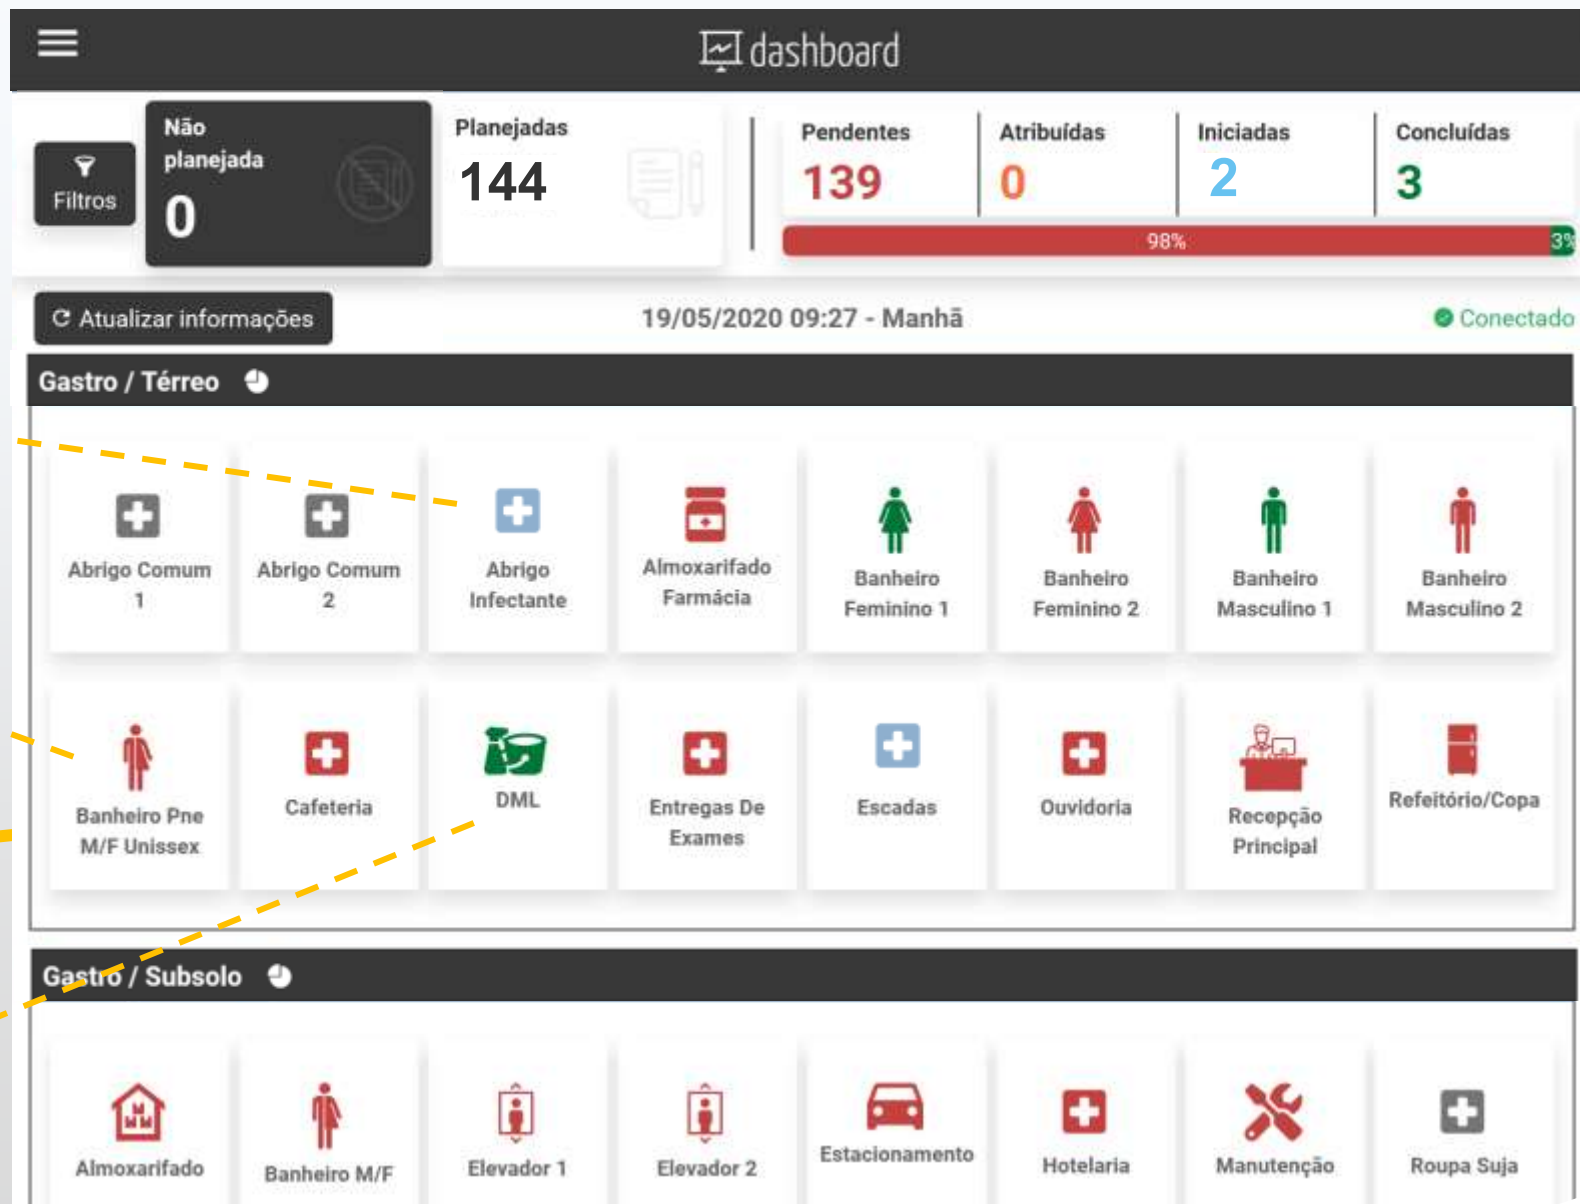 dashboard
Filtros
Não
planejada
0
Planejadas
144
Pendentes
139
Atribuídas
0
Iniciadas
2
Concluídas
3
98%
3%
Atualizar informações
19/05/2020 09:27 - Manhã
Conectado
Gastro / Térreo
Abrigo Comum
1
Abrigo Comum
2
Abrigo
Infectante
Almoxarifado
Farmácia
Banheiro
Feminino 1
Banheiro
Feminino 2
Banheiro
Masculino 1
Banheiro
Masculino 2
Banheiro Pne
M/F Unissex
Cafeteria
DML
Entregas De
Exames
Escadas
Ouvidoria
Recepção
Principal
Refeitório/Copa
Gastro / Subsolo
Almoxarifado
Banheiro M/F
Elevador 1
Elevador 2
Estacionamento
Hotelaria
Manutenção
Roupa Suja